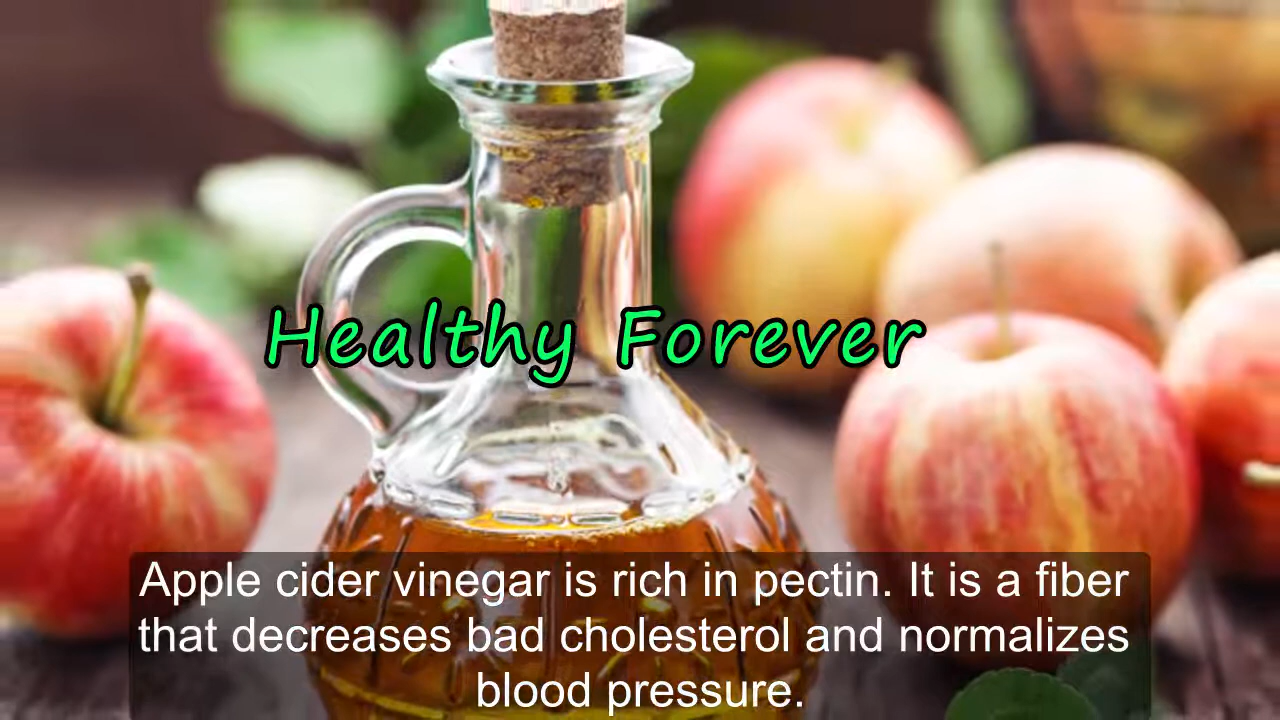 Healthy Forever
Apple cider vinegar is rich in pectin. It is a fiber
that decreases bad cholesterol and normalizes
blood pressure.